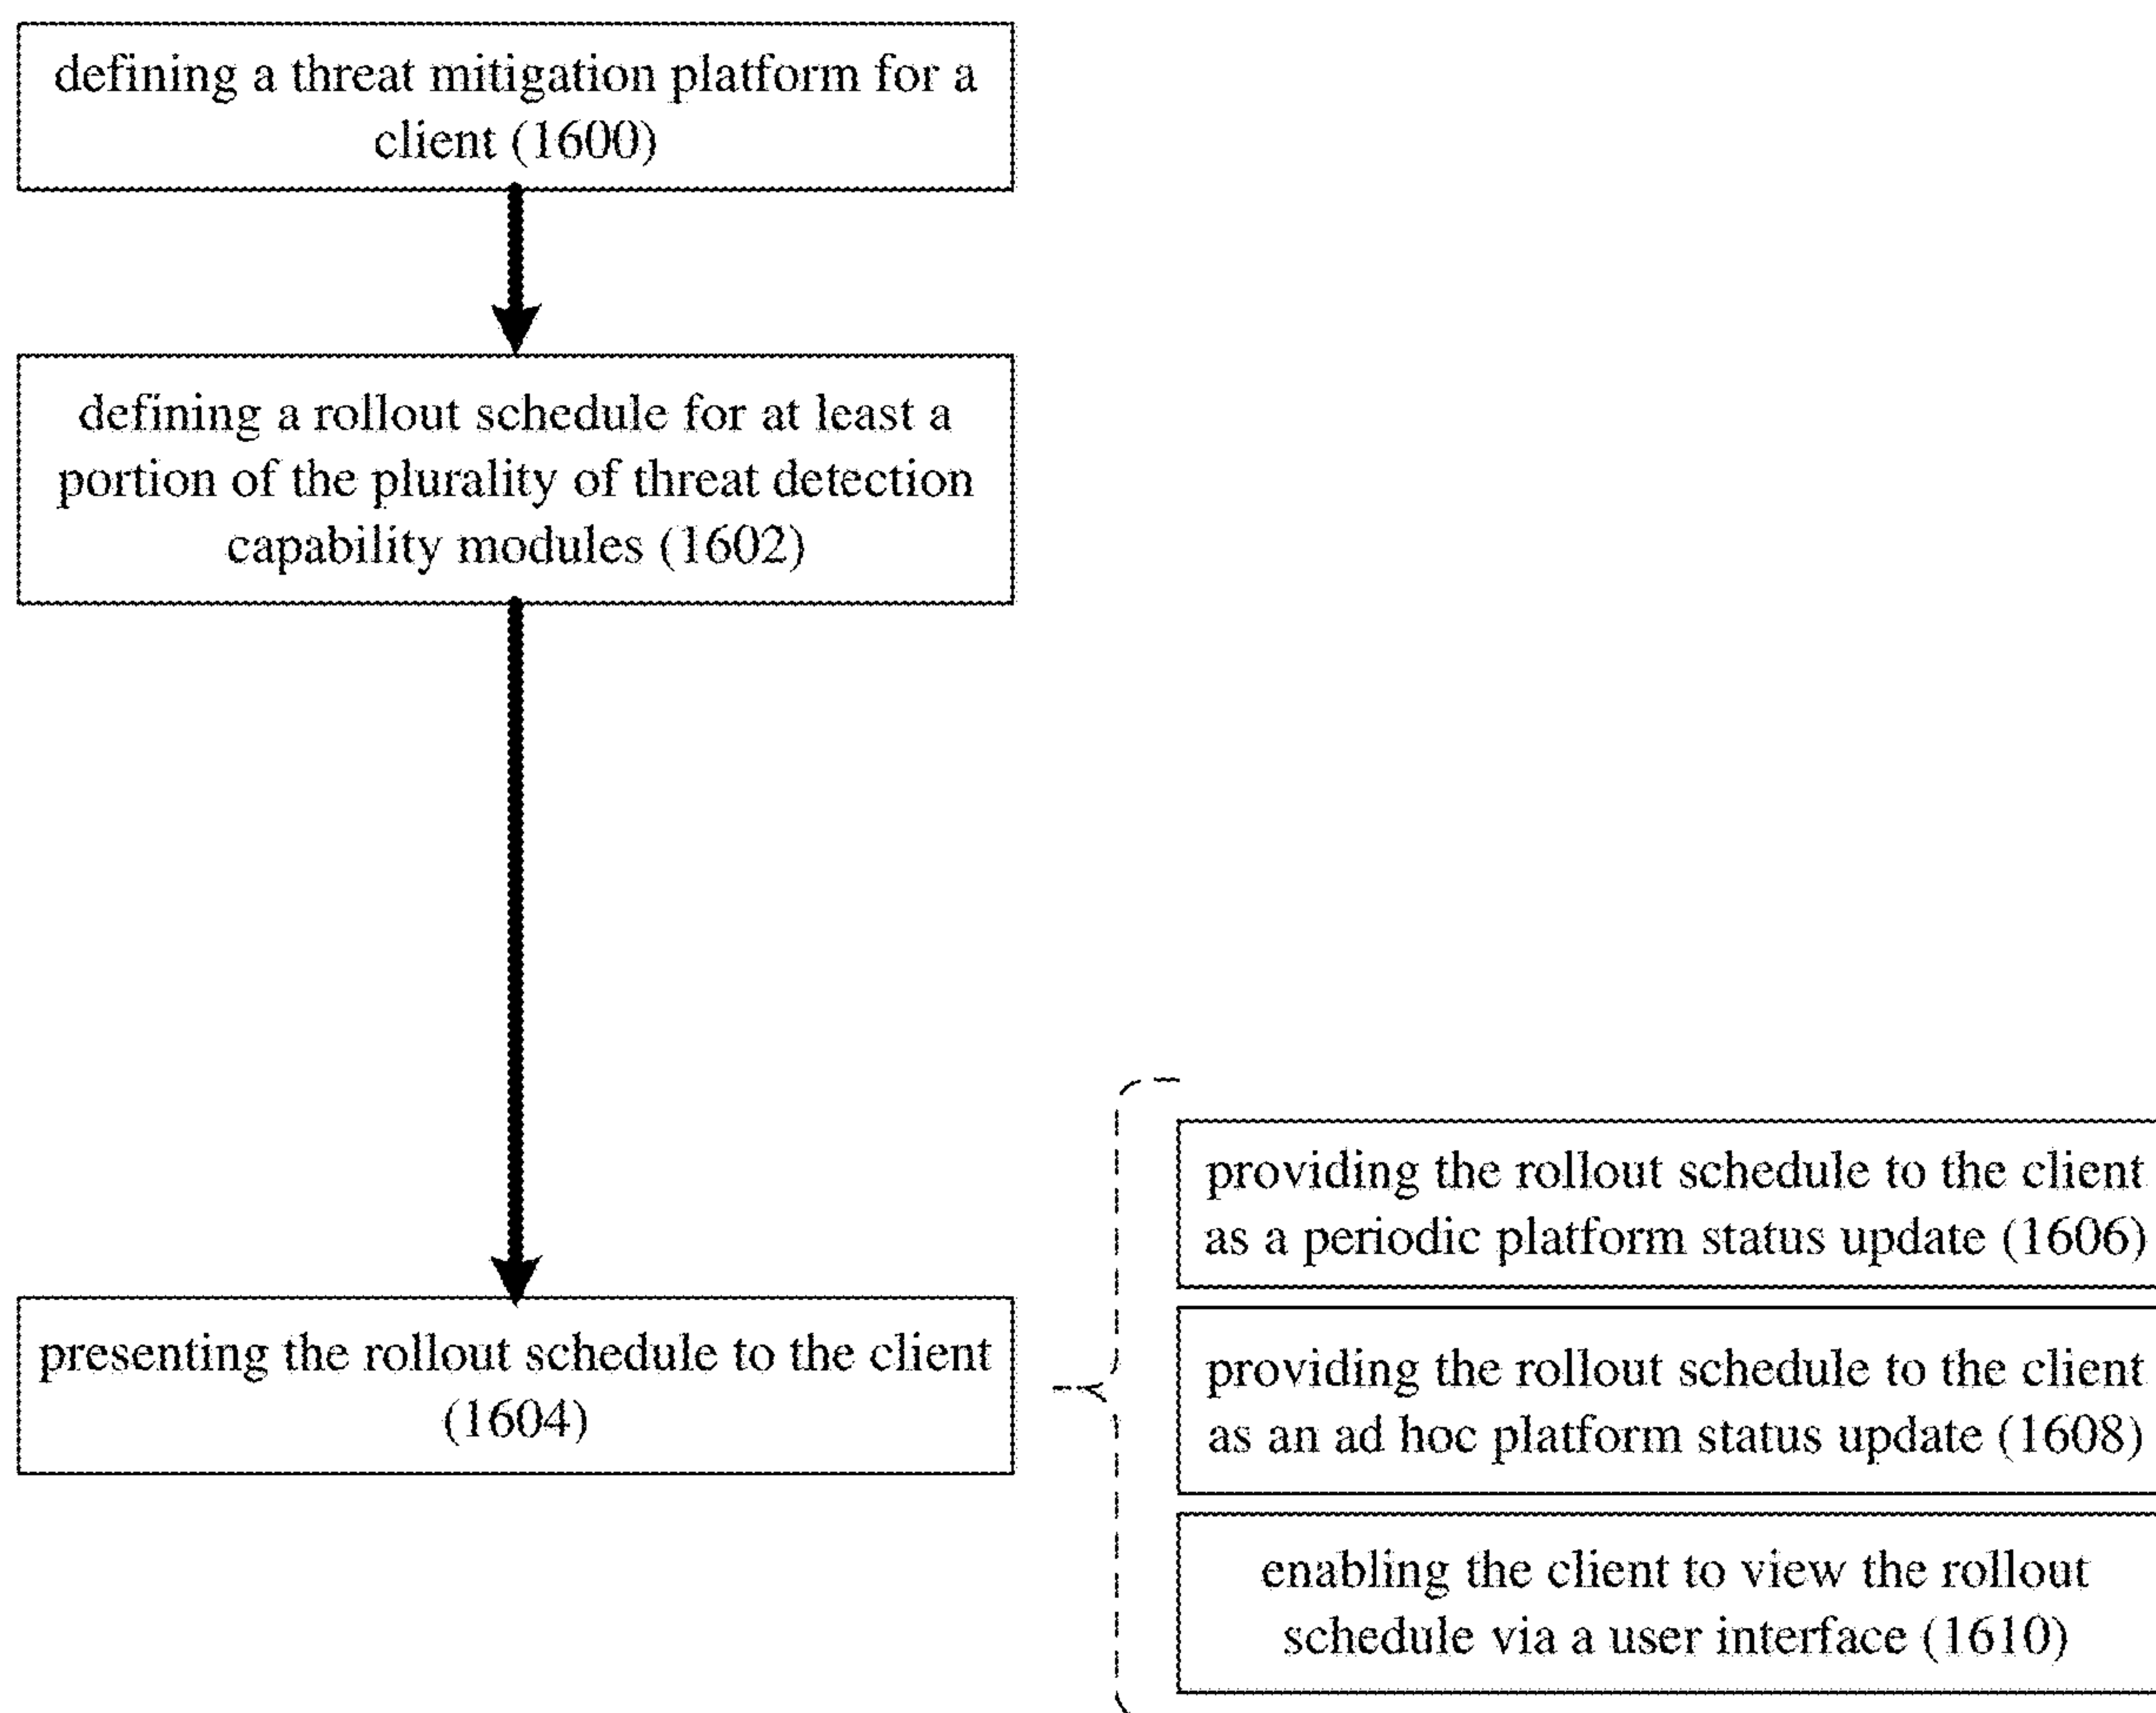 defining a threat mitigation platform for a
client (1600)
defining a rollout schedule for at least a
portion of the plurality of threat detection
capability modules (1602)
presenting the rollout schedule to the client
(1604)
providing the rollout schedule to the client
as a periodic platform status update (1606)
providing the rollout schedule to the client
as an ad hoc platform status update (1608)
enabling the client to view the rollout
schedule via a user interface (1610)